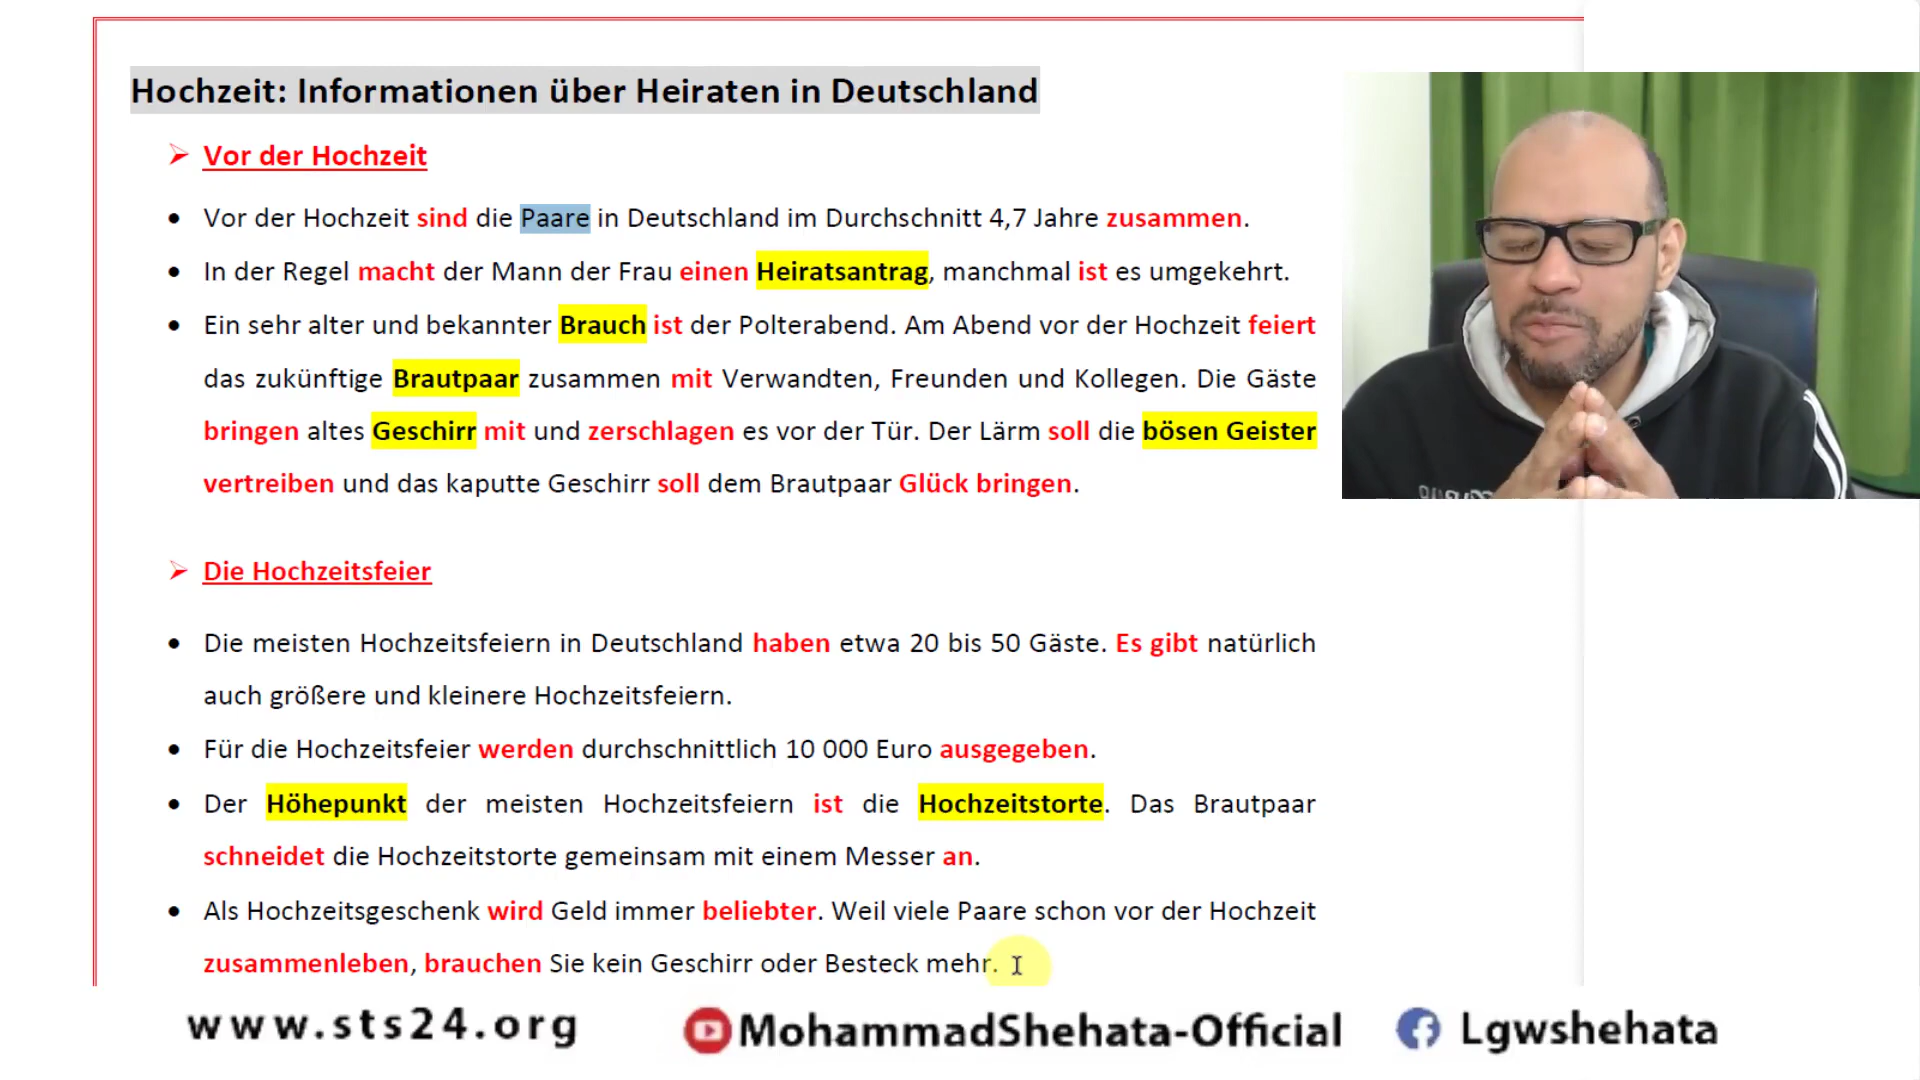 Hochzeit: Informationen über Heiraten in Deutschland
➢ Vor der Hochzeit
• Vor der Hochzeit sind die Paare in Deutschland im Durchschnitt 4,7 Jahre zusammen.
• In der Regel macht der Mann der Frau einen Heiratsantrag, manchmal ist es umgekehrt.
• Ein sehr alter und bekannter Brauch ist der Polterabend. Am Abend vor der Hochzeit feiert
das zukünftige Brautpaar zusammen mit Verwandten, Freunden und Kollegen. Die Gäste
bringen altes Geschirr mit und zerschlagen es vor der Tür. Der Lärm soll die bösen Geister
vertreiben und das kaputte Geschirr soll dem Brautpaar Glück bringen.
➢ Die Hochzeitsfeier
• Die meisten Hochzeitsfeiern in Deutschland haben etwa 20 bis 50 Gäste. Es gibt natürlich
auch größere und kleinere Hochzeitsfeiern.
• Für die Hochzeitsfeier werden durchschnittlich 10 000 Euro ausgegeben.
• Der Höhepunkt der meisten Hochzeitsfeiern ist die Hochzeitstorte. Das Brautpaar
schneidet die Hochzeitstorte gemeinsam mit einem Messer an.
• Als Hochzeitsgeschenk wird Geld immer beliebter. Weil viele Paare schon vor der Hochzeit
zusammenleben, brauchen Sie kein Geschirr oder Besteck mehr.
www.sts24.org MohammadShehata-Official Lgwshehata